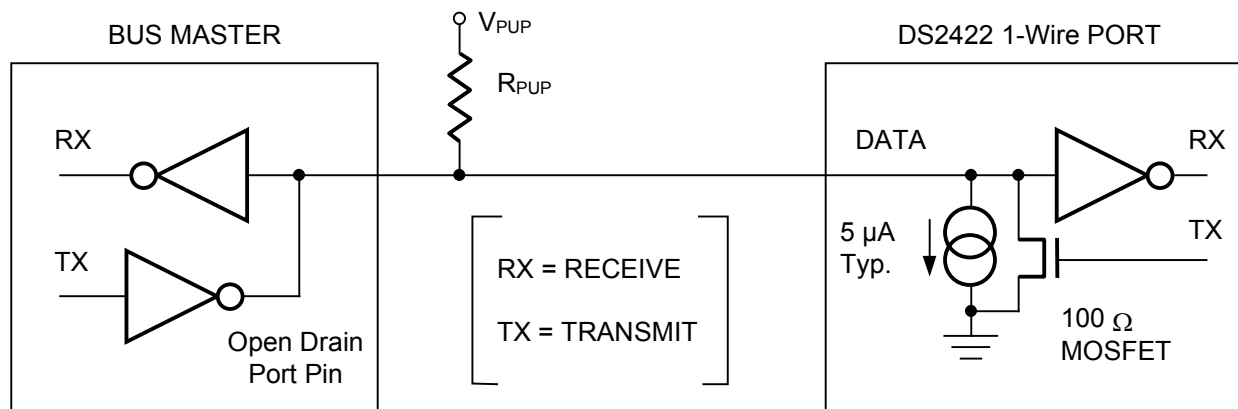 BUS MASTER
VPUP
DS2422 1-Wire PORT
RPUP
RX
DATA
RX
TX
5 µA
Typ.
TX
RX = RECEIVE
TX = TRANSMIT
Open Drain
Port Pin
100 Ω
MOSFET